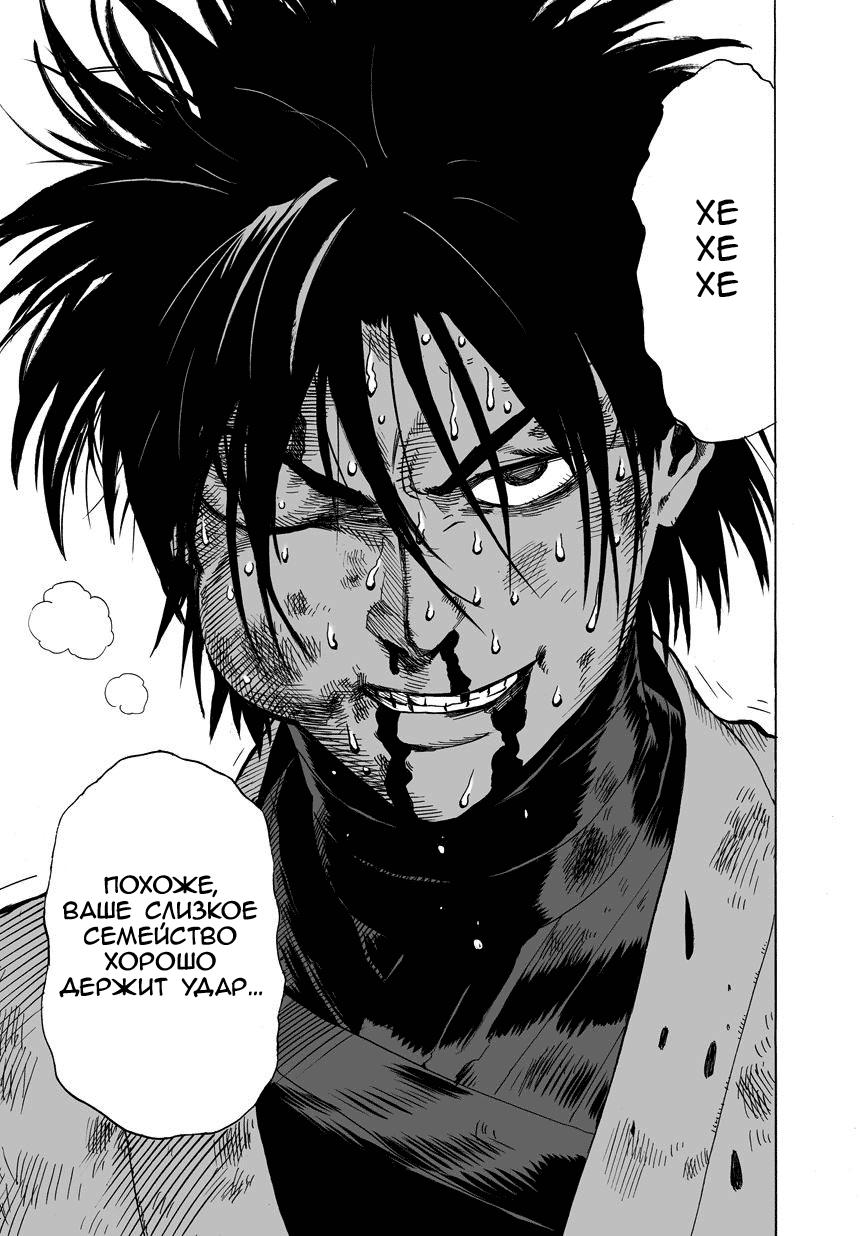 ХЕ
ХЕ
ХЕ
ПОХОЖЕ,
ВАШЕ СЛИЗКОЕ
СЕМЕЙСТВО
ХОРОШО
ДЕРЖИТ УДАР...